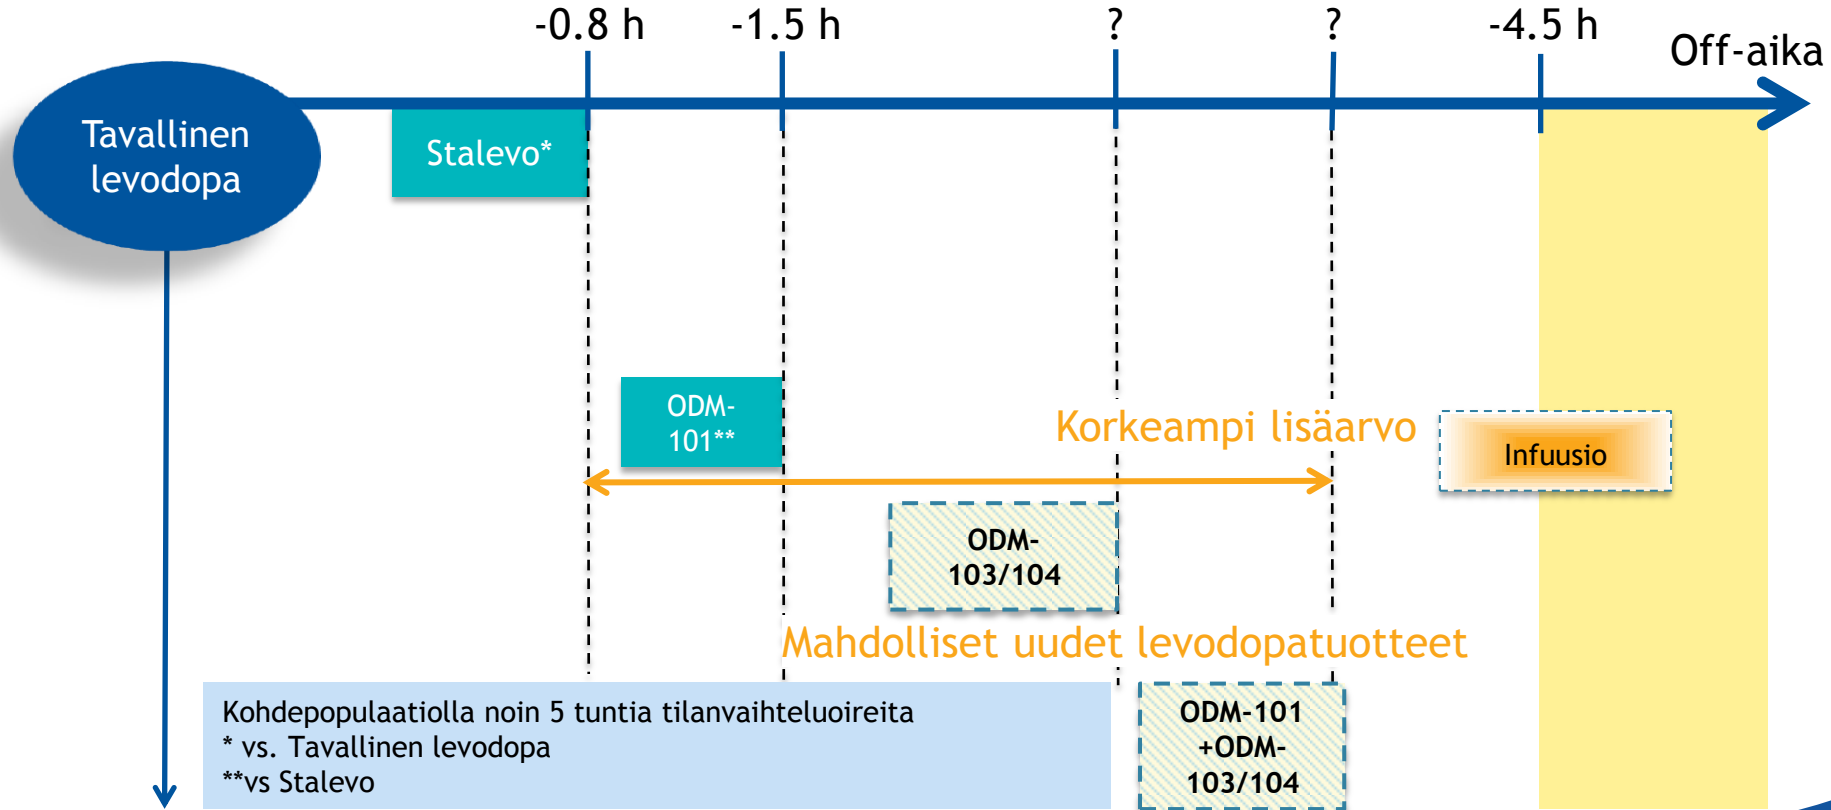 -0.8 h
-1.5 h
?
?
-4.5 h
Off-aika
Tavallinen
levodopa
Stalevo*
ODM-
101**
Korkeampi lisäarvo
Infuusio
ODM-
103/104
Mahdolliset uudet levodopatuotteet
Kohdepopulaatiolla noin 5 tuntia tilanvaihteluoireita
* vs. Tavallinen levodopa
**vs Stalevo
ODM-101
+ODM-
103/104